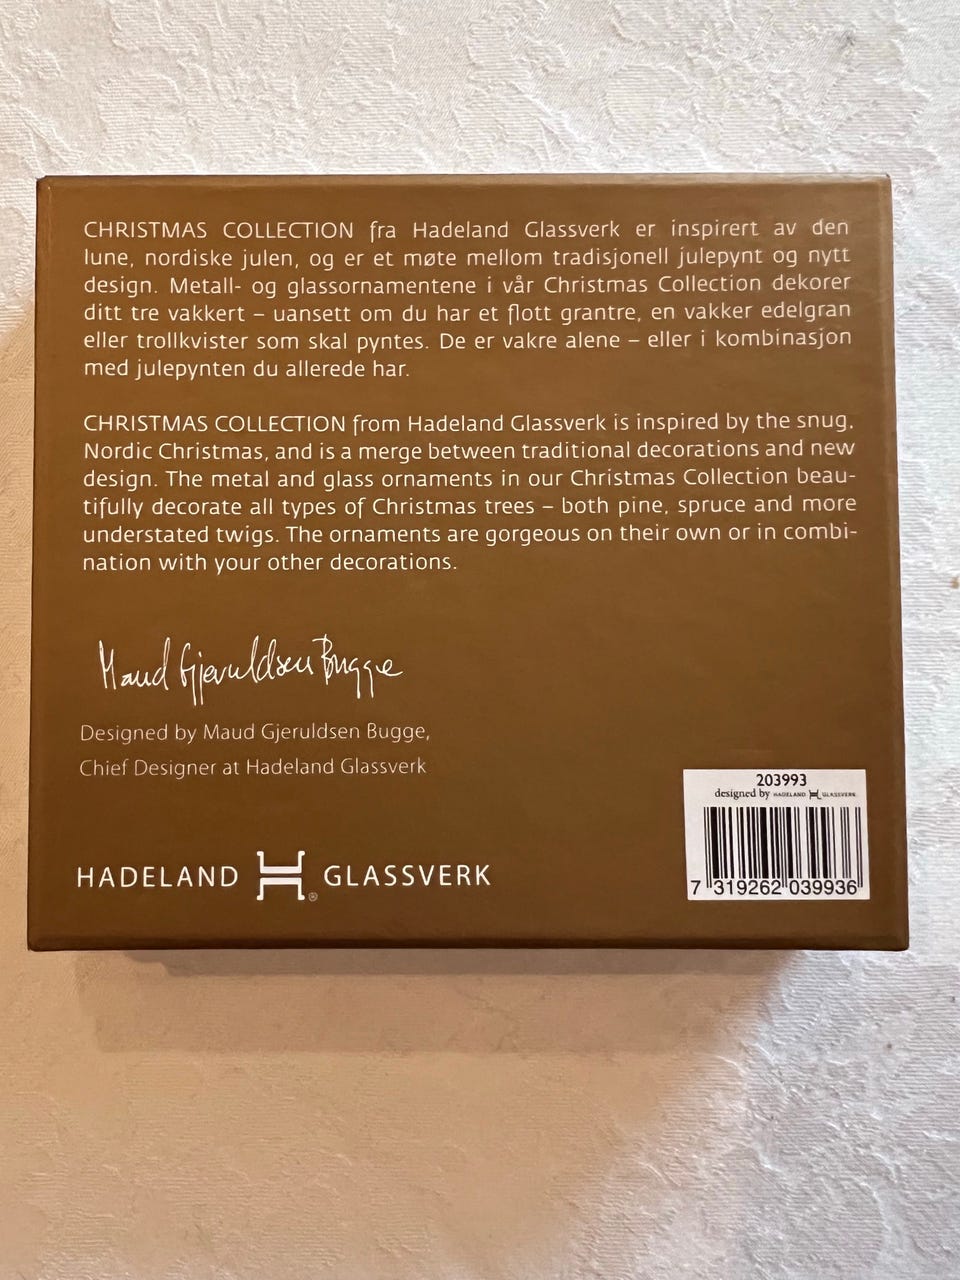 CHRISTMAS COLLECTION fra Hadeland Glassverk er inspirert av den
lune, nordiske julen, og er et møte mellom tradisjonell julepynt og nytt
design. Metall- og glassornamentene i vår Christmas Collection dekorer
ditt tre vakkert – uansett om du har et flott grantre, en vakker edelgran
eller trollkvister som skal pyntes. De er vakre alene – eller i kombinasjon
med julepynten du allerede har.
CHRISTMAS COLLECTION from Hadeland Glassverk is inspired by the snug,
Nordic Christmas, and is a merge between traditional decorations and new
design. The metal and glass ornaments in our Christmas Collection beau-
tifully decorate all types of Christmas trees – both pine, spruce and more
understated twigs. The ornaments are gorgeous on their own or in combi-
nation with your other decorations.
Maud Gjeruldsen Bugge
Designed by Maud Gjeruldsen Bugge,
Chief Designer at Hadeland Glassverk
HADELAND GLASSVERK ®
203993
designed by HADELAND GLASSVERK
7 319262 039936